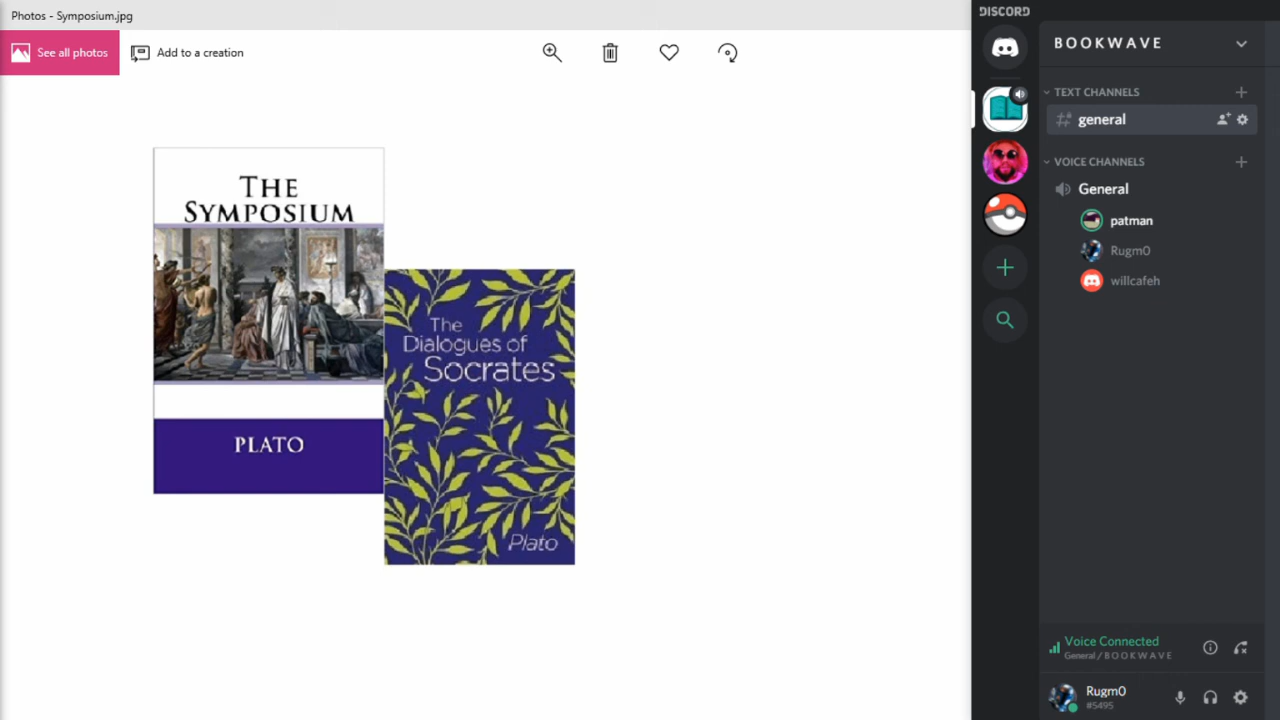 Photos - Symposium.jpg
See all photos
Add to a creation
THE
SYMPOSIUM
PLATO
The
Dialogues of
Socrates
Plato
DISCORD
BOOKWAVE
TEXT CHANNELS
general
VOICE CHANNELS
General
patman
Rugm0
willcafeh
Voice Connected
General / BOOKWAVE
Rugm0
#5495